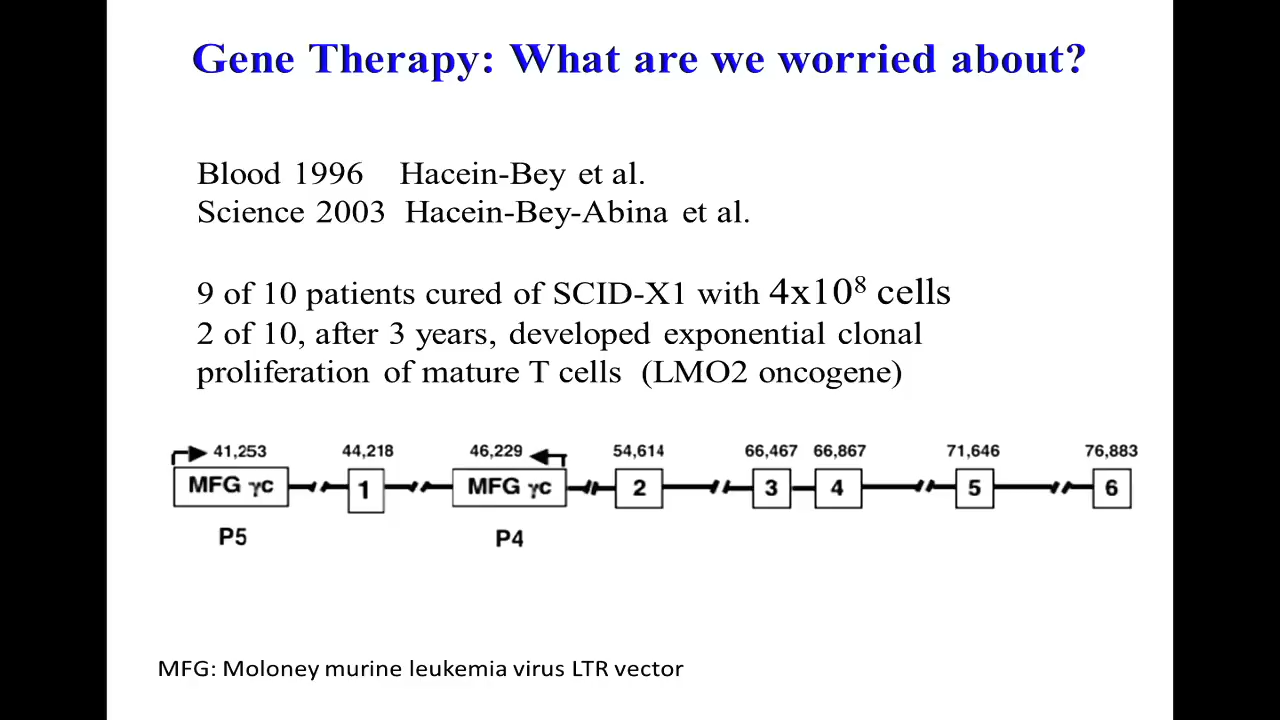 Gene Therapy: What are we worried about?
Blood 1996 Hacein-Bey et al.
Science 2003 Hacein-Bey-Abina et al.
9 of 10 patients cured of SCID-X1 with 4x10⁸ cells
2 of 10, after 3 years, developed exponential clonal
proliferation of mature T cells (LMO2 oncogene)
41,253 44,218 46,229 54,614 66,467 66,867 71,646 76,883
MFG γc 1 MFG γc 2 3 4 5 6
P5 P4
MFG: Moloney murine leukemia virus LTR vector